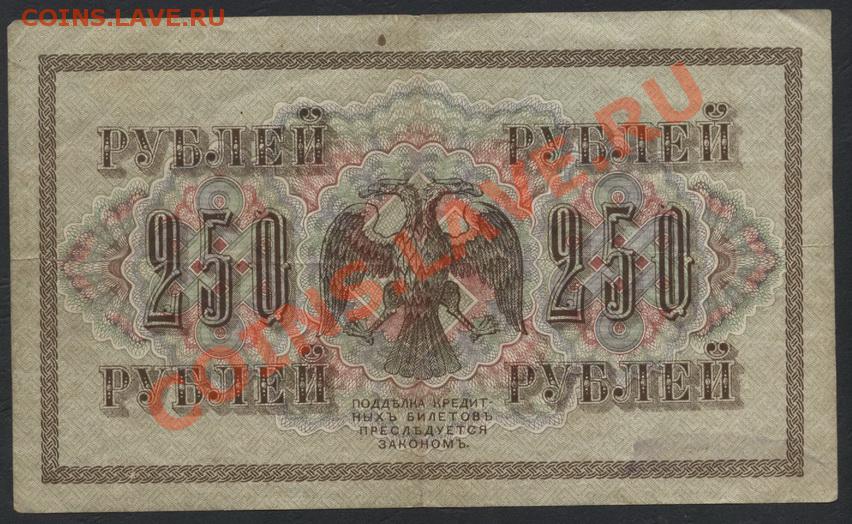 COINS.LAVE.RU
РУБЛЕЙ РУБЛЕЙ
250 250
РУБЛЕЙ РУБЛЕЙ
ПОДДѢЛКА КРЕДИТ-
НЫХЪ БИЛЕТОВЪ
ПРЕСЛѢДУЕТСЯ
ЗАКОНОМЪ.
COINS.LAVE.RU